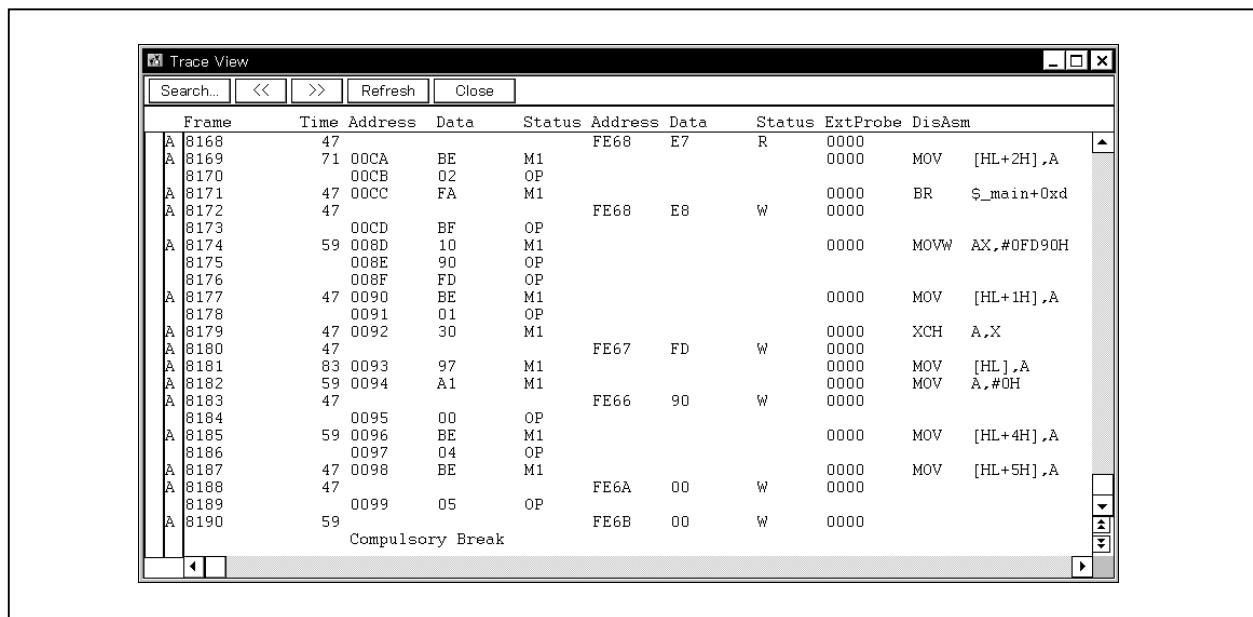 Trace View
Search... << >> Refresh Close
Frame Time Address Data Status Address Data Status ExtProbe DisAsm
A 8168 47 FE68 E7 R 0000
A 8169 71 00CA BE M1 0000 MOV [HL+2H],A
8170 00CB 02 OP
A 8171 47 00CC FA M1 0000 BR $_main+0xd
A 8172 47 FE68 E8 W 0000
8173 00CD BF OP
A 8174 59 008D 10 M1 0000 MOVW AX,#0FD90H
8175 008E 90 OP
8176 008F FD OP
A 8177 47 0090 BE M1 0000 MOV [HL+1H],A
8178 0091 01 OP
A 8179 47 0092 30 M1 0000 XCH A,X
A 8180 47 FE67 FD W 0000
A 8181 83 0093 97 M1 0000 MOV [HL],A
A 8182 59 0094 A1 M1 0000 MOV A,#0H
A 8183 47 FE66 90 W 0000
8184 0095 00 OP
A 8185 59 0096 BE M1 0000 MOV [HL+4H],A
8186 0097 04 OP
A 8187 47 0098 BE M1 0000 MOV [HL+5H],A
A 8188 47 FE6A 00 W 0000
8189 0099 05 OP
A 8190 59 FE6B 00 W 0000
Compulsory Break